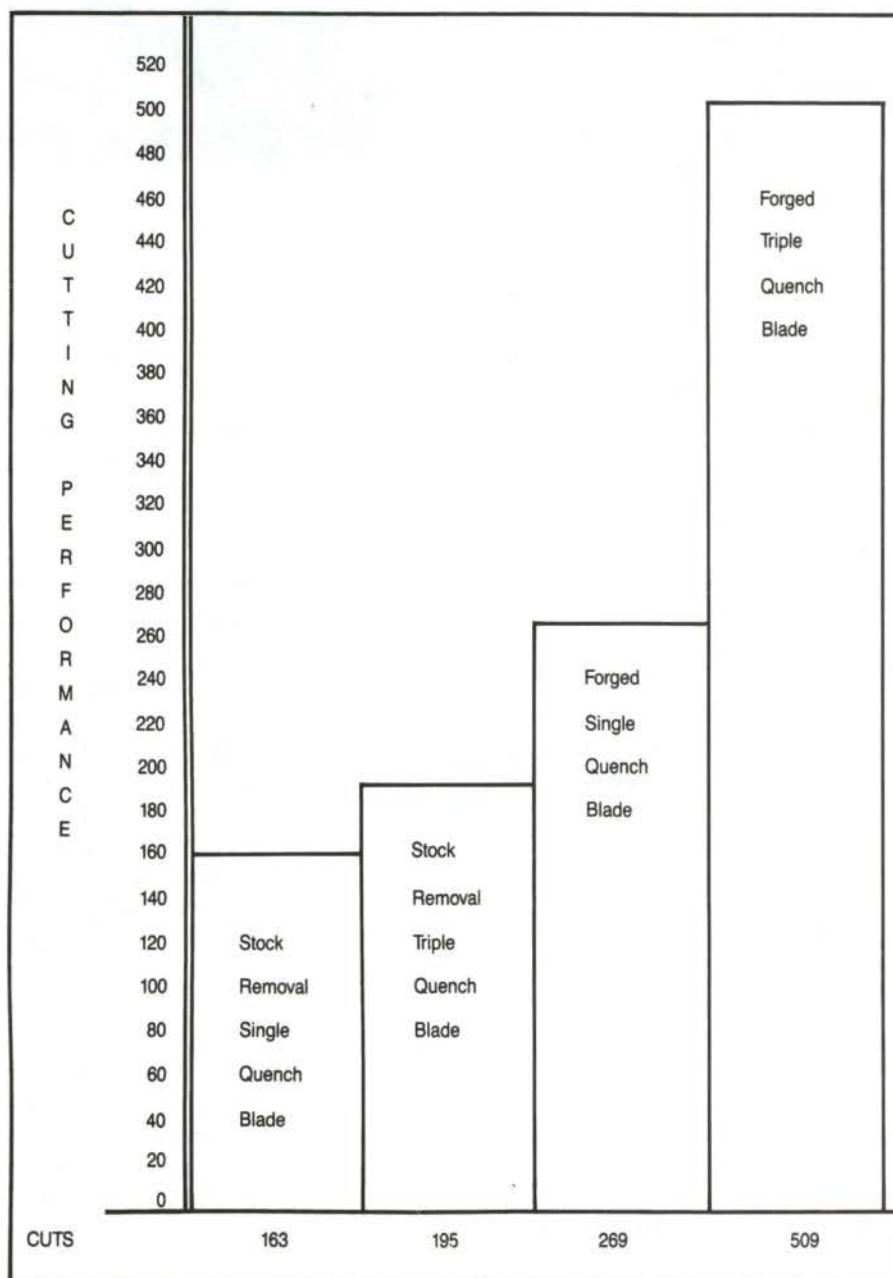 CUTTING PERFORMANCE
520
500
480
460
440
420
400
380
360
340
320
300
280
260
240
220
200
180
160
140
120
100
80
60
40
20
0
Stock
Removal
Single
Quench
Blade
Stock
Removal
Triple
Quench
Blade
Forged
Single
Quench
Blade
Forged
Triple
Quench
Blade
CUTS 163 195 269 509